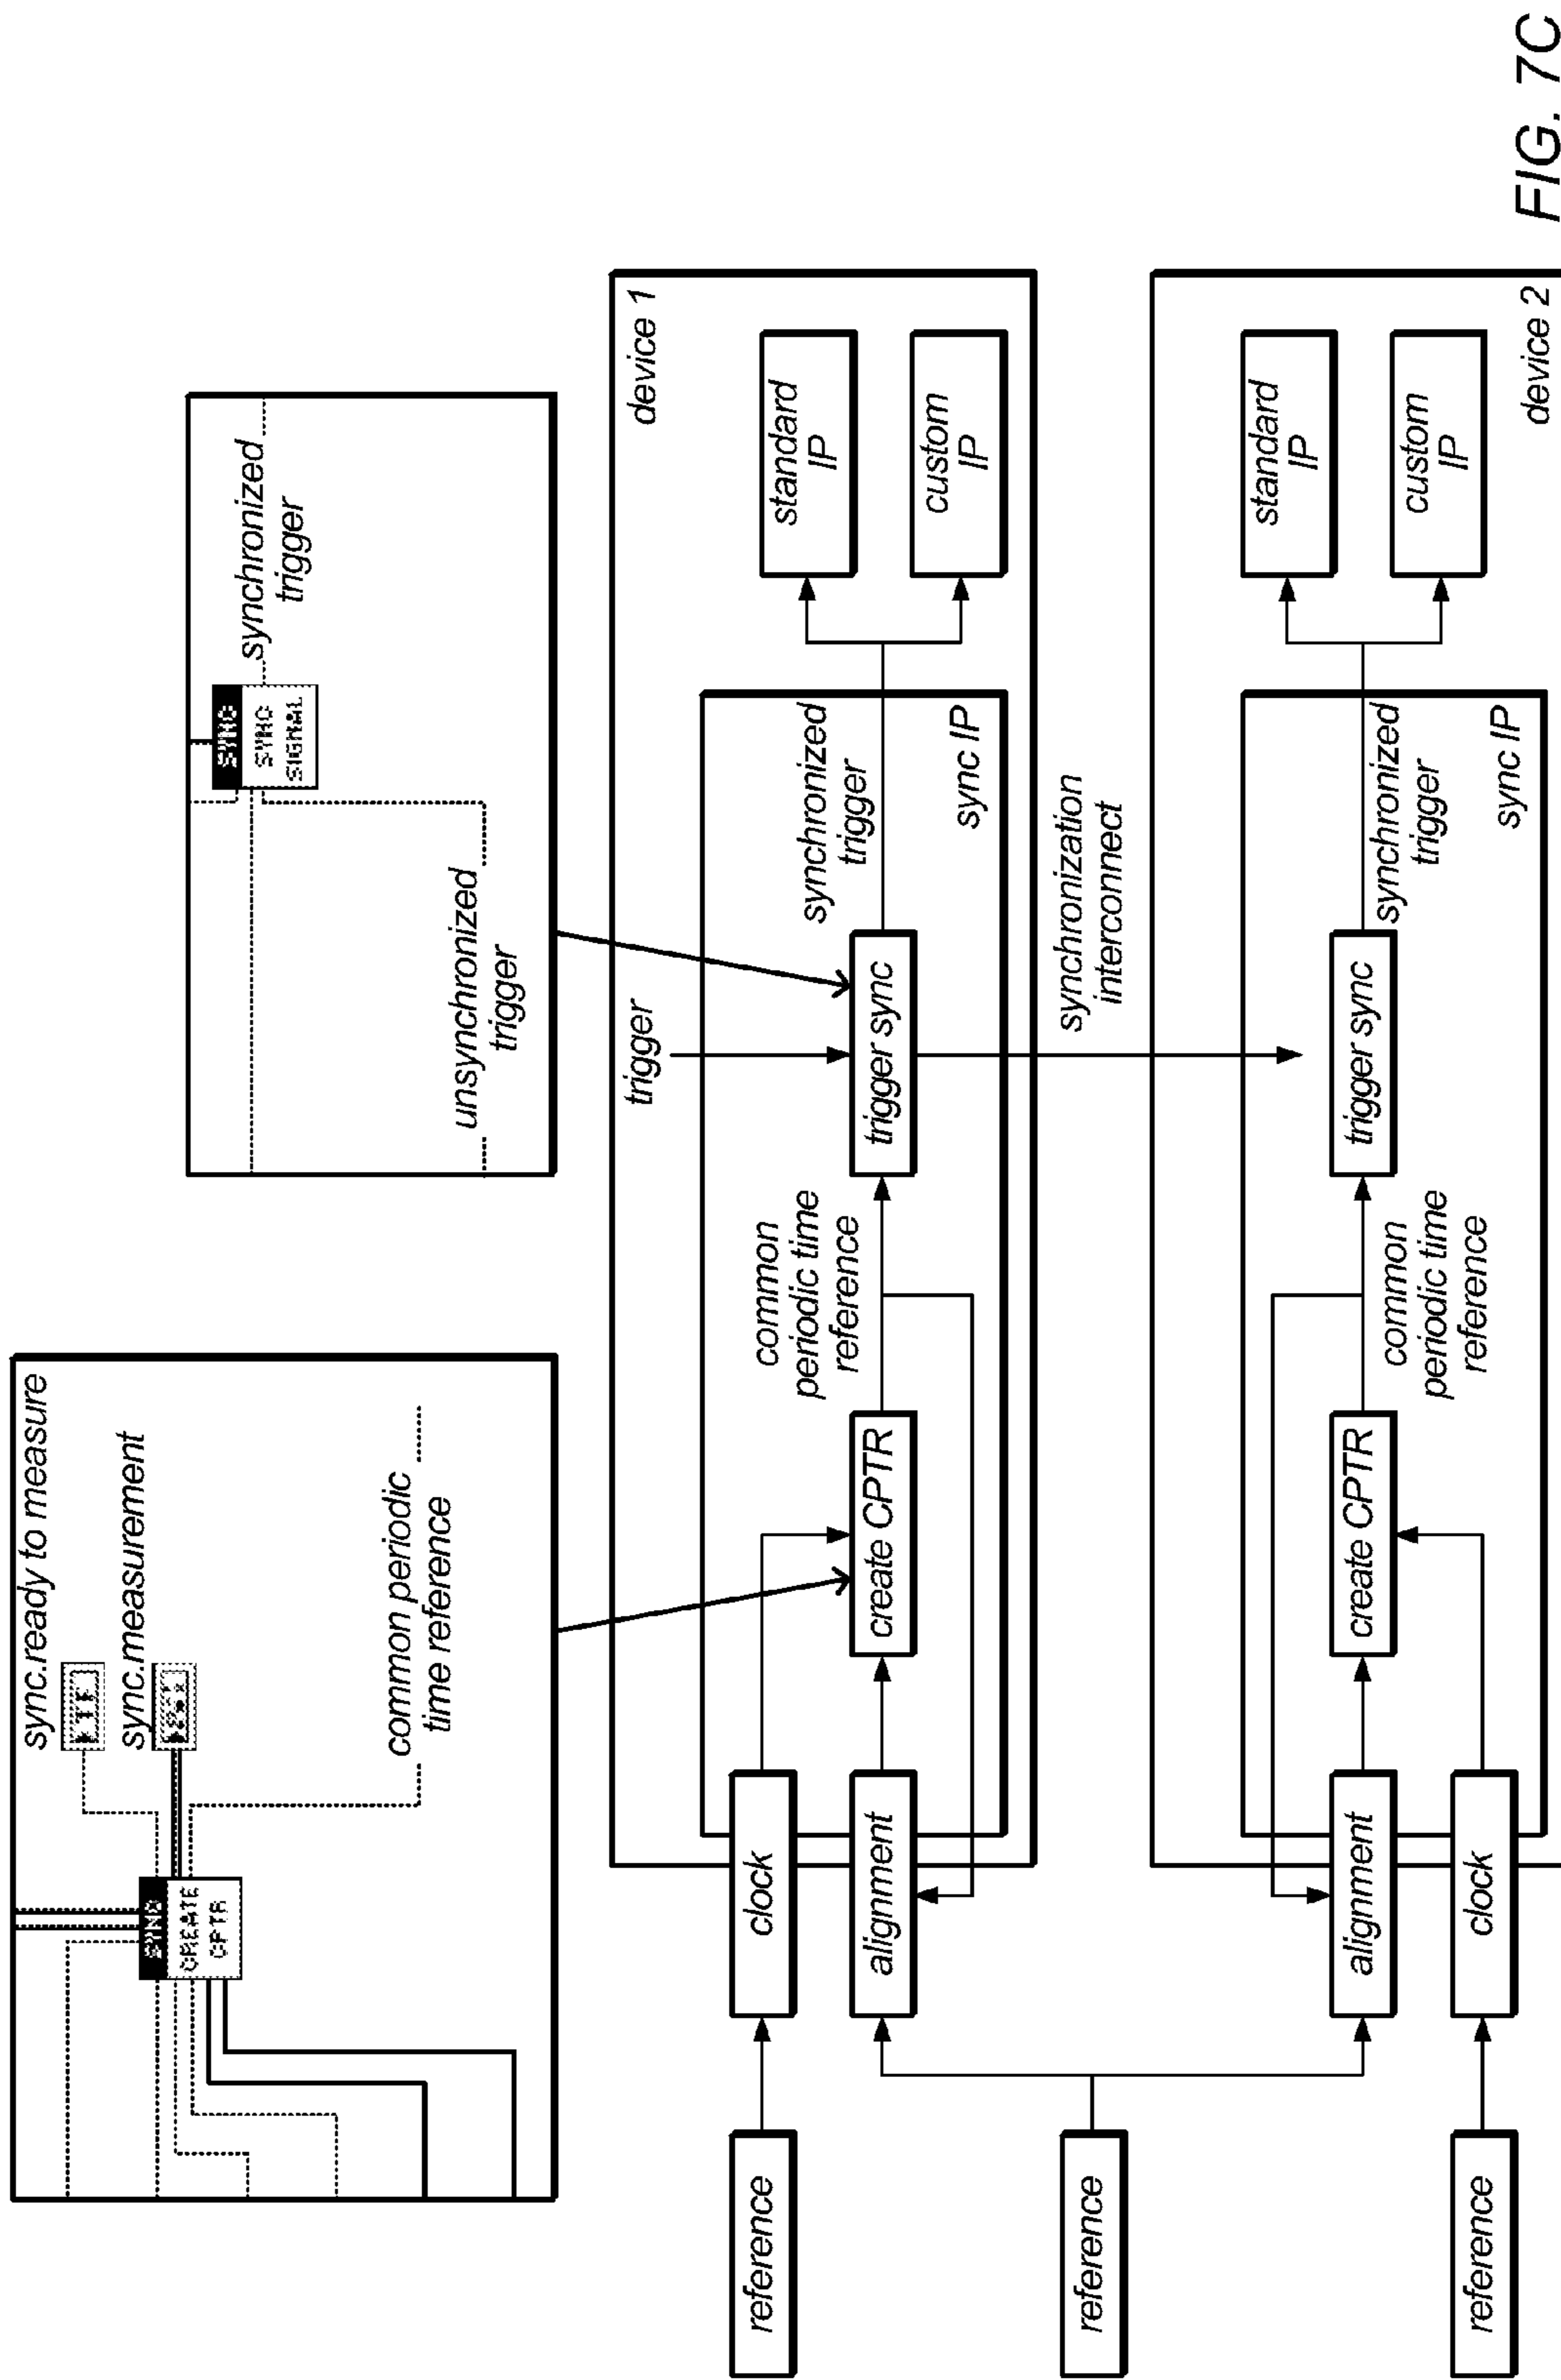 sync.ready to measure
sync.measurement
SYNC
CREATE
CPTR
common periodic
time reference
SYNC
SYNC
SIGNAL
synchronized
trigger
unsynchronized
trigger
device 1
trigger
reference
clock
alignment
create CPTR
common
periodic time
reference
trigger sync
synchronized
trigger
sync IP
standard
IP
custom
IP
reference
synchronization
interconnect
alignment
create CPTR
common
periodic time
reference
trigger sync
synchronized
trigger
sync IP
standard
IP
custom
IP
reference
clock
device 2
FIG. 7C